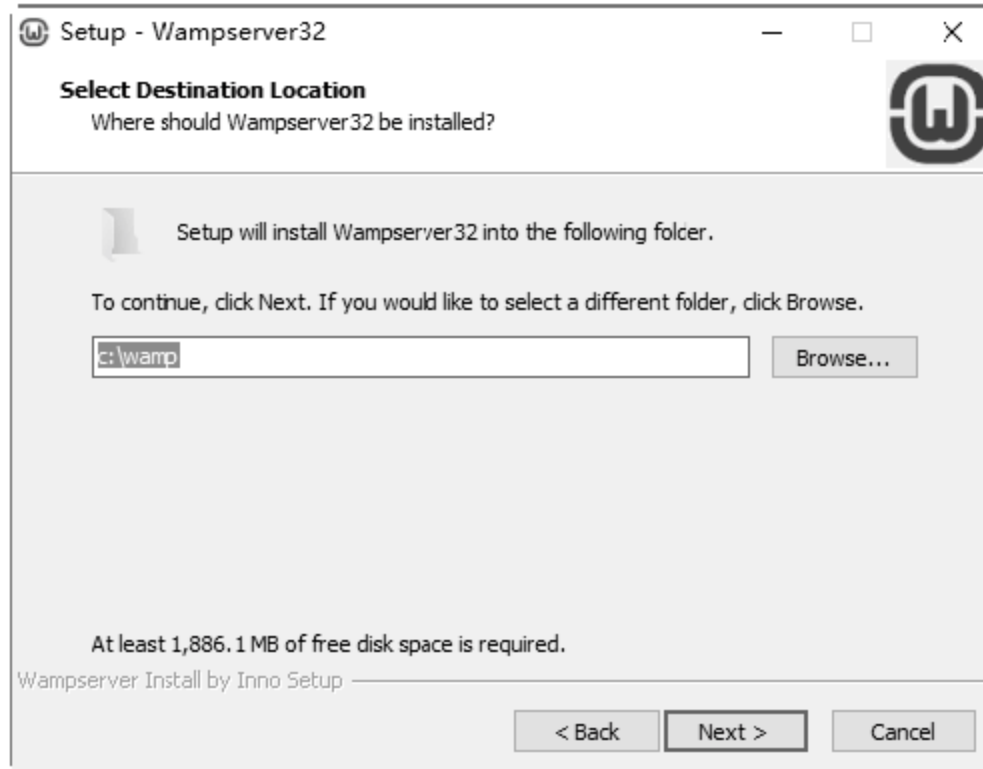 Setup - Wampserver32
Select Destination Location
Where should Wampserver32 be installed?
Setup will install Wampserver32 into the following folder.
To continue, click Next. If you would like to select a different folder, click Browse.
c:\wamp
Browse...
At least 1,886.1 MB of free disk space is required.
Wampserver Install by Inno Setup
< Back
Next >
Cancel